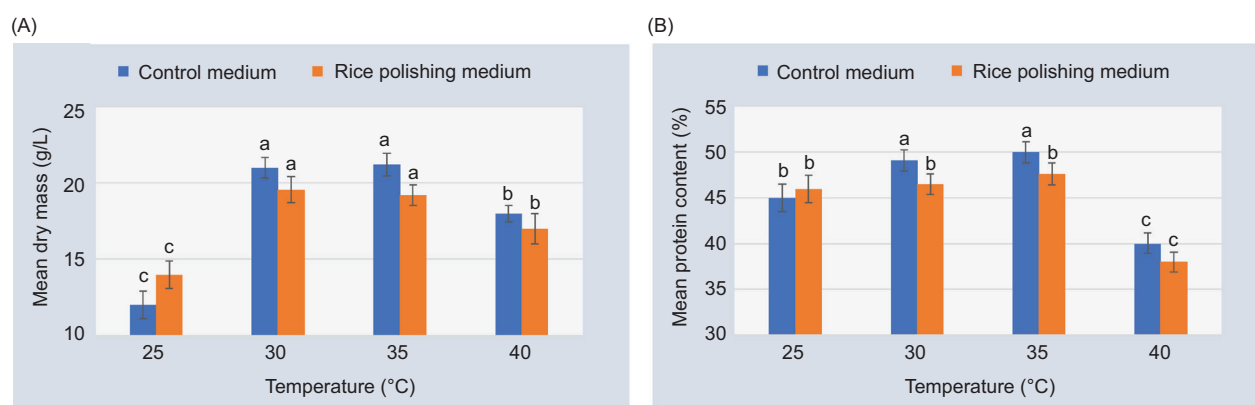 (A)
Control medium Rice polishing medium
Mean dry mass (g/L)
25
20
15
10
c c a a a a b b
25 30 35 40
Temperature (°C)
(B)
Control medium Rice polishing medium
Mean protein content (%)
55
50
45
40
35
30
b b a b a b c c
25 30 35 40
Temperature (°C)